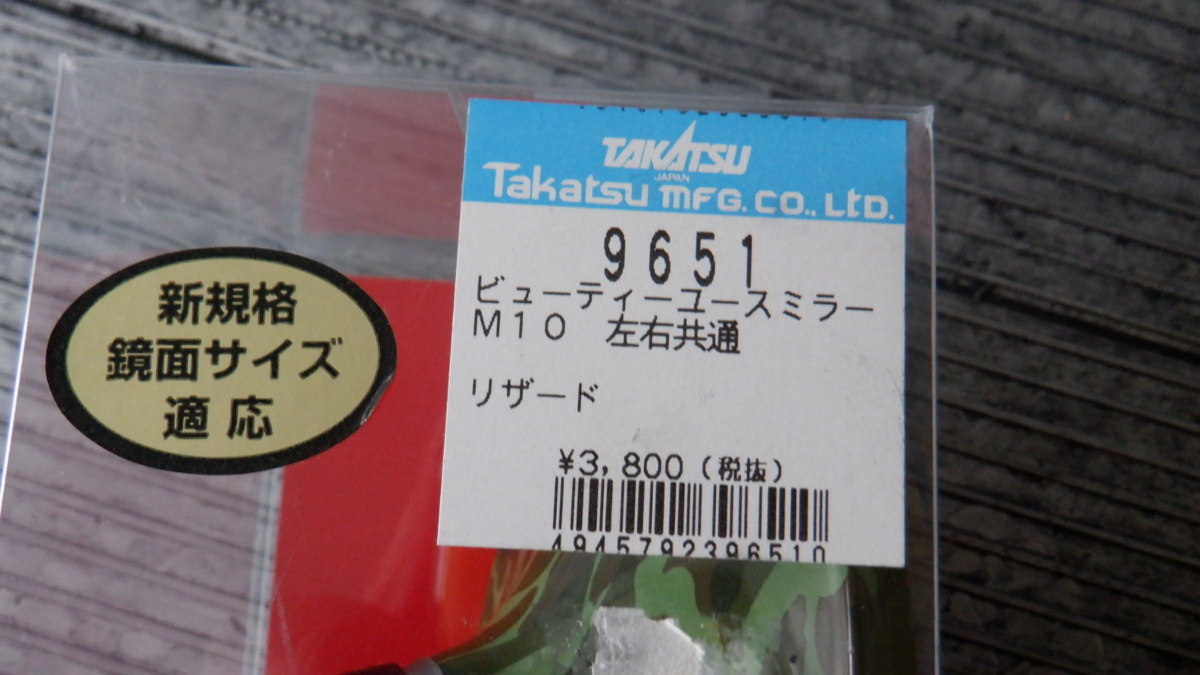 TAKATSU
JAPAN
Takatsu MFG. CO., Ltd.
9651
ビューティーユースミラー
M10 左右共通
リザード
¥3,800(税抜)
4945792396510
新規格
鏡面サイズ
適応